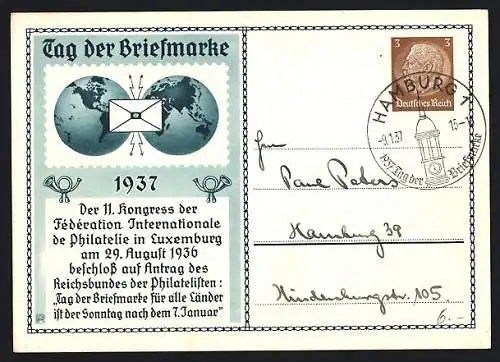 Tag der Briefmarke
1937
Der 11. Kongress der
Fédération Internationale
de Philatelie in Luxemburg
am 29. August 1936
beschloß auf Antrag des
Reichsbundes der Philatelisten:
"Tag der Briefmarke für alle Länder
ist der Sonntag nach dem 7. Januar"
3 3
Deutsches Reich
HAMBURG 1
-9.1.37
15-
Tag der Briefmarke
Herrn
Paul Peters
Hamburg 39
Hindenburgstr. 105
6.-